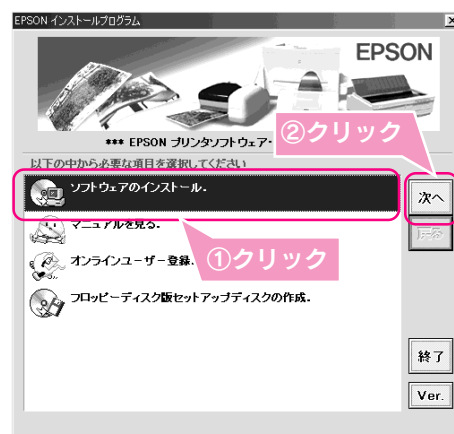 EPSON インストールプログラム
EPSON
*** EPSON プリンタソフトウェア・
②クリック
以下の中から必要な項目を選択してください
ソフトウェアのインストール.
次へ
マニュアルを見る.
戻る
オンラインユーザー登録.
①クリック
フロッピーディスク版セットアップディスクの作成.
終了
Ver.